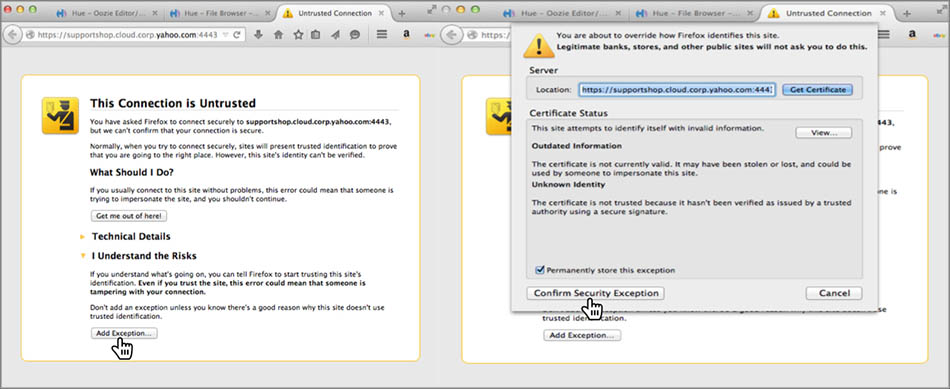 Hue - Oozie Editor/...
Hue - File Browser -...
Untrusted Connection
https://supportshop.cloud.corp.yahoo.com:4443
This Connection is Untrusted
You have asked Firefox to connect securely to supportshop.cloud.corp.yahoo.com:4443,
but we can't confirm that your connection is secure.
Normally, when you try to connect securely, sites will present trusted identification to prove
that you are going to the right place. However, this site's identity can't be verified.
What Should I Do?
If you usually connect to this site without problems, this error could mean that someone is
trying to impersonate the site, and you shouldn't continue.
Get me out of here!
Technical Details
I Understand the Risks
If you understand what's going on, you can tell Firefox to start trusting this site's
identification. Even if you trust the site, this error could mean that someone is
tampering with your connection.
Don't add an exception unless you know there's a good reason why this site doesn't use
trusted identification.
Add Exception...
Hue - Oozie Editor/...
Hue - File Browser -...
Untrusted Connection
https://
You are about to override how Firefox identifies this site.
Legitimate banks, stores, and other public sites will not ask you to do this.
Server
Location:
https://supportshop.cloud.corp.yahoo.com:4443
Get Certificate
Certificate Status
This site attempts to identify itself with invalid information.
View...
Outdated Information
The certificate is not currently valid. It may have been stolen or lost, and could be
used by someone to impersonate this site.
Unknown Identity
The certificate is not trusted because it hasn't been verified as issued by a trusted
authority using a secure signature.
Permanently store this exception
Confirm Security Exception
Cancel
trusted identification.
Add Exception...